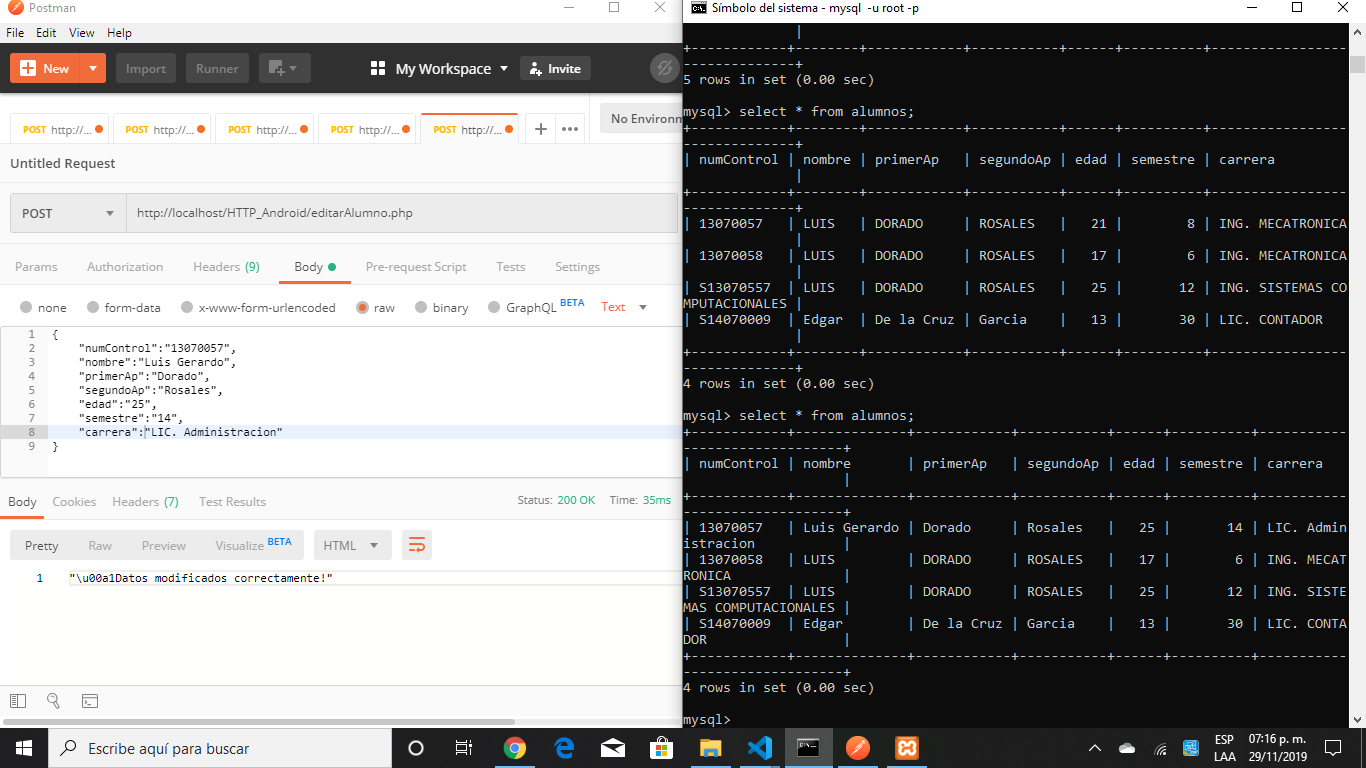 Postman
File Edit View Help
New Import Runner My Workspace Invite
POST http://... POST http://... POST http://... POST http://... POST http://... + ••• No Environm
Untitled Request
POST http://localhost/HTTP_Android/editarAlumno.php
Params Authorization Headers (9) Body Pre-request Script Tests Settings
none form-data x-www-form-urlencoded raw binary GraphQL BETA Text
1 {
2 "numControl":"13070057",
3 "nombre":"Luis Gerardo",
4 "primerAp":"Dorado",
5 "segundoAp":"Rosales",
6 "edad":"25",
7 "semestre":"14",
8 "carrera":"LIC. Administracion"
9 }
Body Cookies Headers (7) Test Results Status: 200 OK Time: 35ms
Pretty Raw Preview Visualize BETA HTML
1 "\u00a1Datos modificados correctamente!"
Símbolo del sistema - mysql -u root -p
|
+------------+--------+------------+-----------+------+----------+-----------------
--------------+
5 rows in set (0.00 sec)
mysql> select * from alumnos;
+------------+--------+------------+-----------+------+----------+-----------------
--------------+
| numControl | nombre | primerAp   | segundoAp | edad | semestre | carrera
|
+------------+--------+------------+-----------+------+----------+-----------------
--------------+
| 13070057   | LUIS   | DORADO     | ROSALES   |   21 |        8 | ING. MECATRONICA
|
| 13070058   | LUIS   | DORADO     | ROSALES   |   17 |        6 | ING. MECATRONICA
|
| S13070557  | LUIS   | DORADO     | ROSALES   |   25 |       12 | ING. SISTEMAS CO
MPUTACIONALES |
| S14070009  | Edgar  | De la Cruz | Garcia    |   13 |       30 | LIC. CONTADOR
|
+------------+--------+------------+-----------+------+----------+-----------------
--------------+
4 rows in set (0.00 sec)
mysql> select * from alumnos;
+------------+--------------+------------+-----------+------+----------+-----------
--------------------+
| numControl | nombre       | primerAp   | segundoAp | edad | semestre | carrera
|
+------------+--------------+------------+-----------+------+----------+-----------
--------------------+
| 13070057   | Luis Gerardo | Dorado     | Rosales   |   25 |       14 | LIC. Admin
istracion           |
| 13070058   | LUIS         | DORADO     | ROSALES   |   17 |        6 | ING. MECAT
RONICA              |
| S13070557  | LUIS         | DORADO     | ROSALES   |   25 |       12 | ING. SISTE
MAS COMPUTACIONALES |
| S14070009  | Edgar        | De la Cruz | Garcia    |   13 |       30 | LIC. CONTA
DOR                 |
+------------+--------------+------------+-----------+------+----------+-----------
--------------------+
4 rows in set (0.00 sec)
mysql>
Escribe aquí para buscar
ESP 07:16 p. m.
LAA 29/11/2019